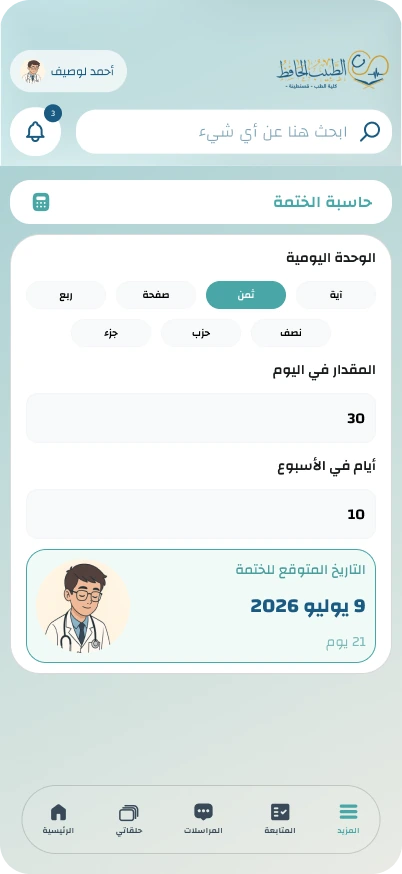 الطبيب الحافظ
- كلية الطب - قسنطينة -
أحمد لوصيف
3
ابحث هنا عن أي شيء
حاسبة الختمة
الوحدة اليومية
آية
ثمن
صفحة
ربع
نصف
حزب
جزء
المقدار في اليوم
30
أيام في الأسبوع
10
التاريخ المتوقع للختمة
9 يوليو 2026
21 يوم
المزيد
المتابعة
المراسلات
حلقاتي
الرئيسية